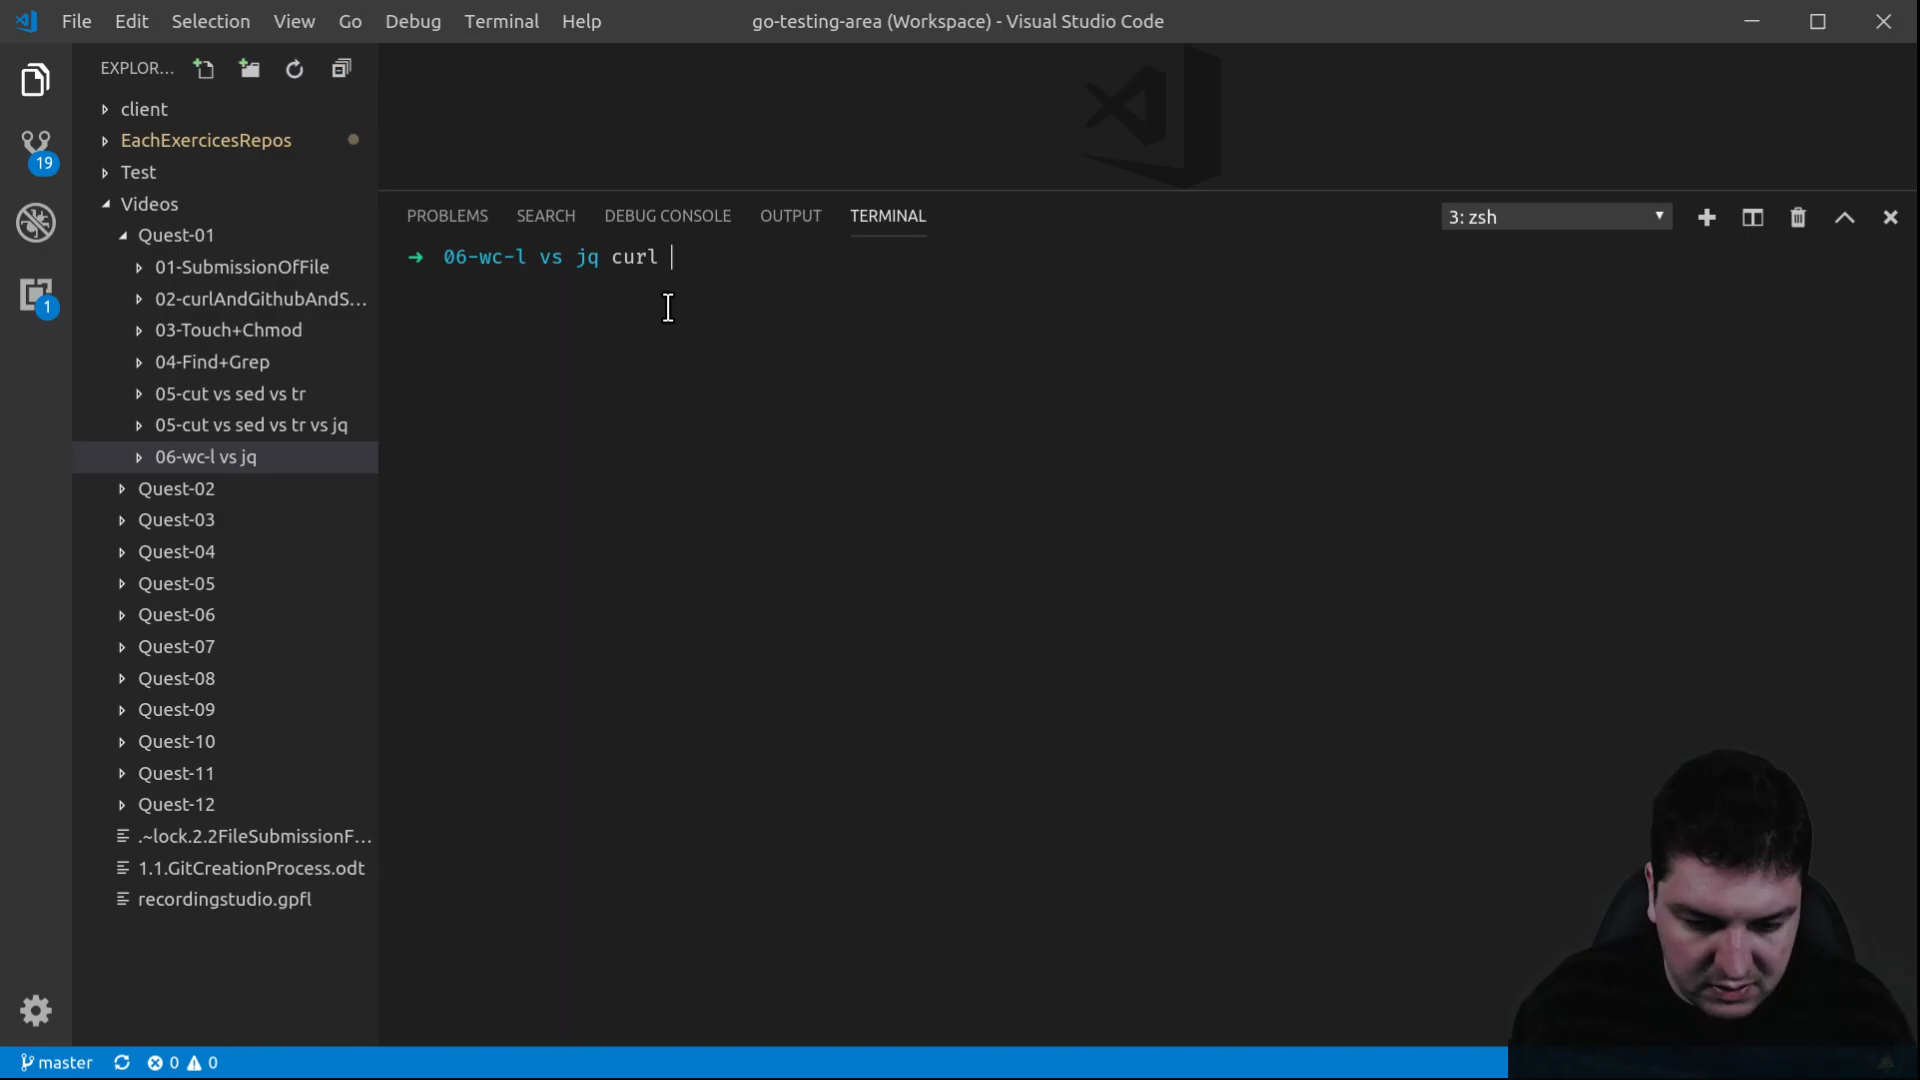 File Edit Selection View Go Debug Terminal Help
go-testing-area (Workspace) - Visual Studio Code
EXPLOR...
client
EachExercicesRepos
Test
Videos
Quest-01
01-SubmissionOfFile
02-curlAndGithubAndS...
03-Touch+Chmod
04-Find+Grep
05-cut vs sed vs tr
05-cut vs sed vs tr vs jq
06-wc-l vs jq
Quest-02
Quest-03
Quest-04
Quest-05
Quest-06
Quest-07
Quest-08
Quest-09
Quest-10
Quest-11
Quest-12
.~lock.2.2FileSubmissionF...
1.1.GitCreationProcess.odt
recordingstudio.gpfl
19
1
PROBLEMS SEARCH DEBUG CONSOLE OUTPUT TERMINAL
3: zsh
➜ 06-wc-l vs jq curl
master 0 0